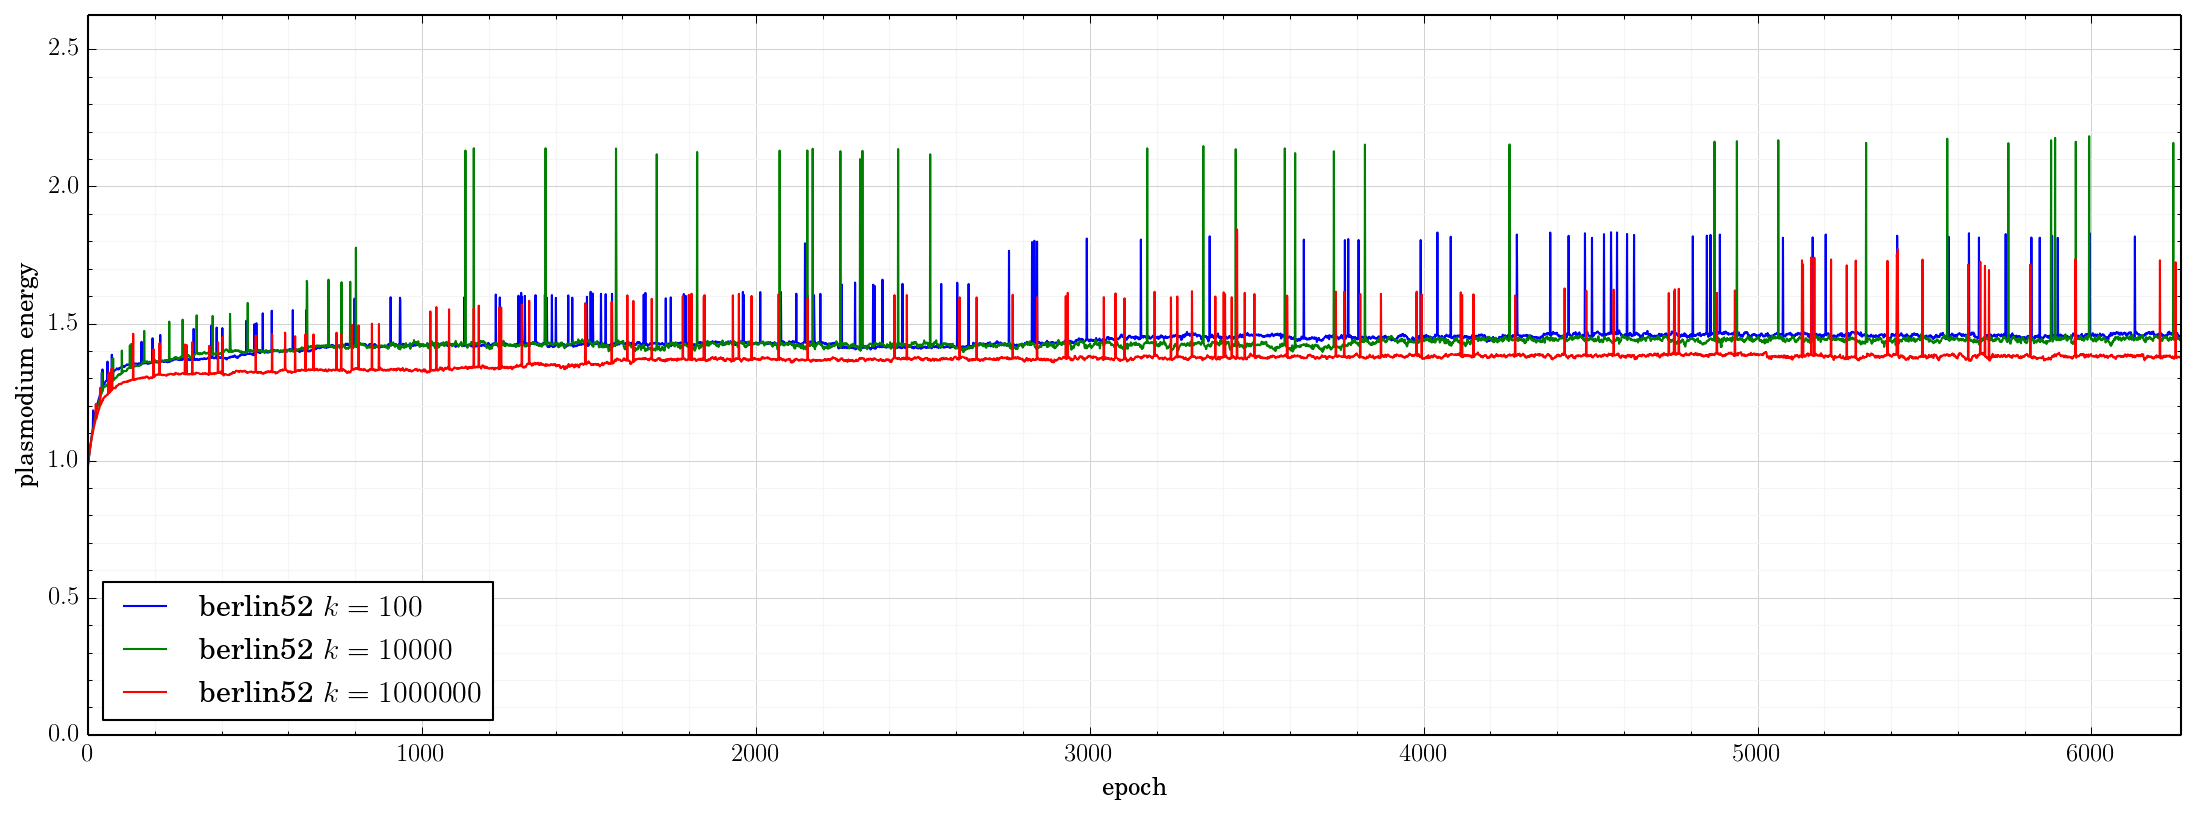 2.5
2.0
1.5
1.0
0.5
0.0
plasmodium energy
berlin52 k = 100
berlin52 k = 10000
berlin52 k = 1000000
0 1000 2000 3000 4000 5000 6000
epoch